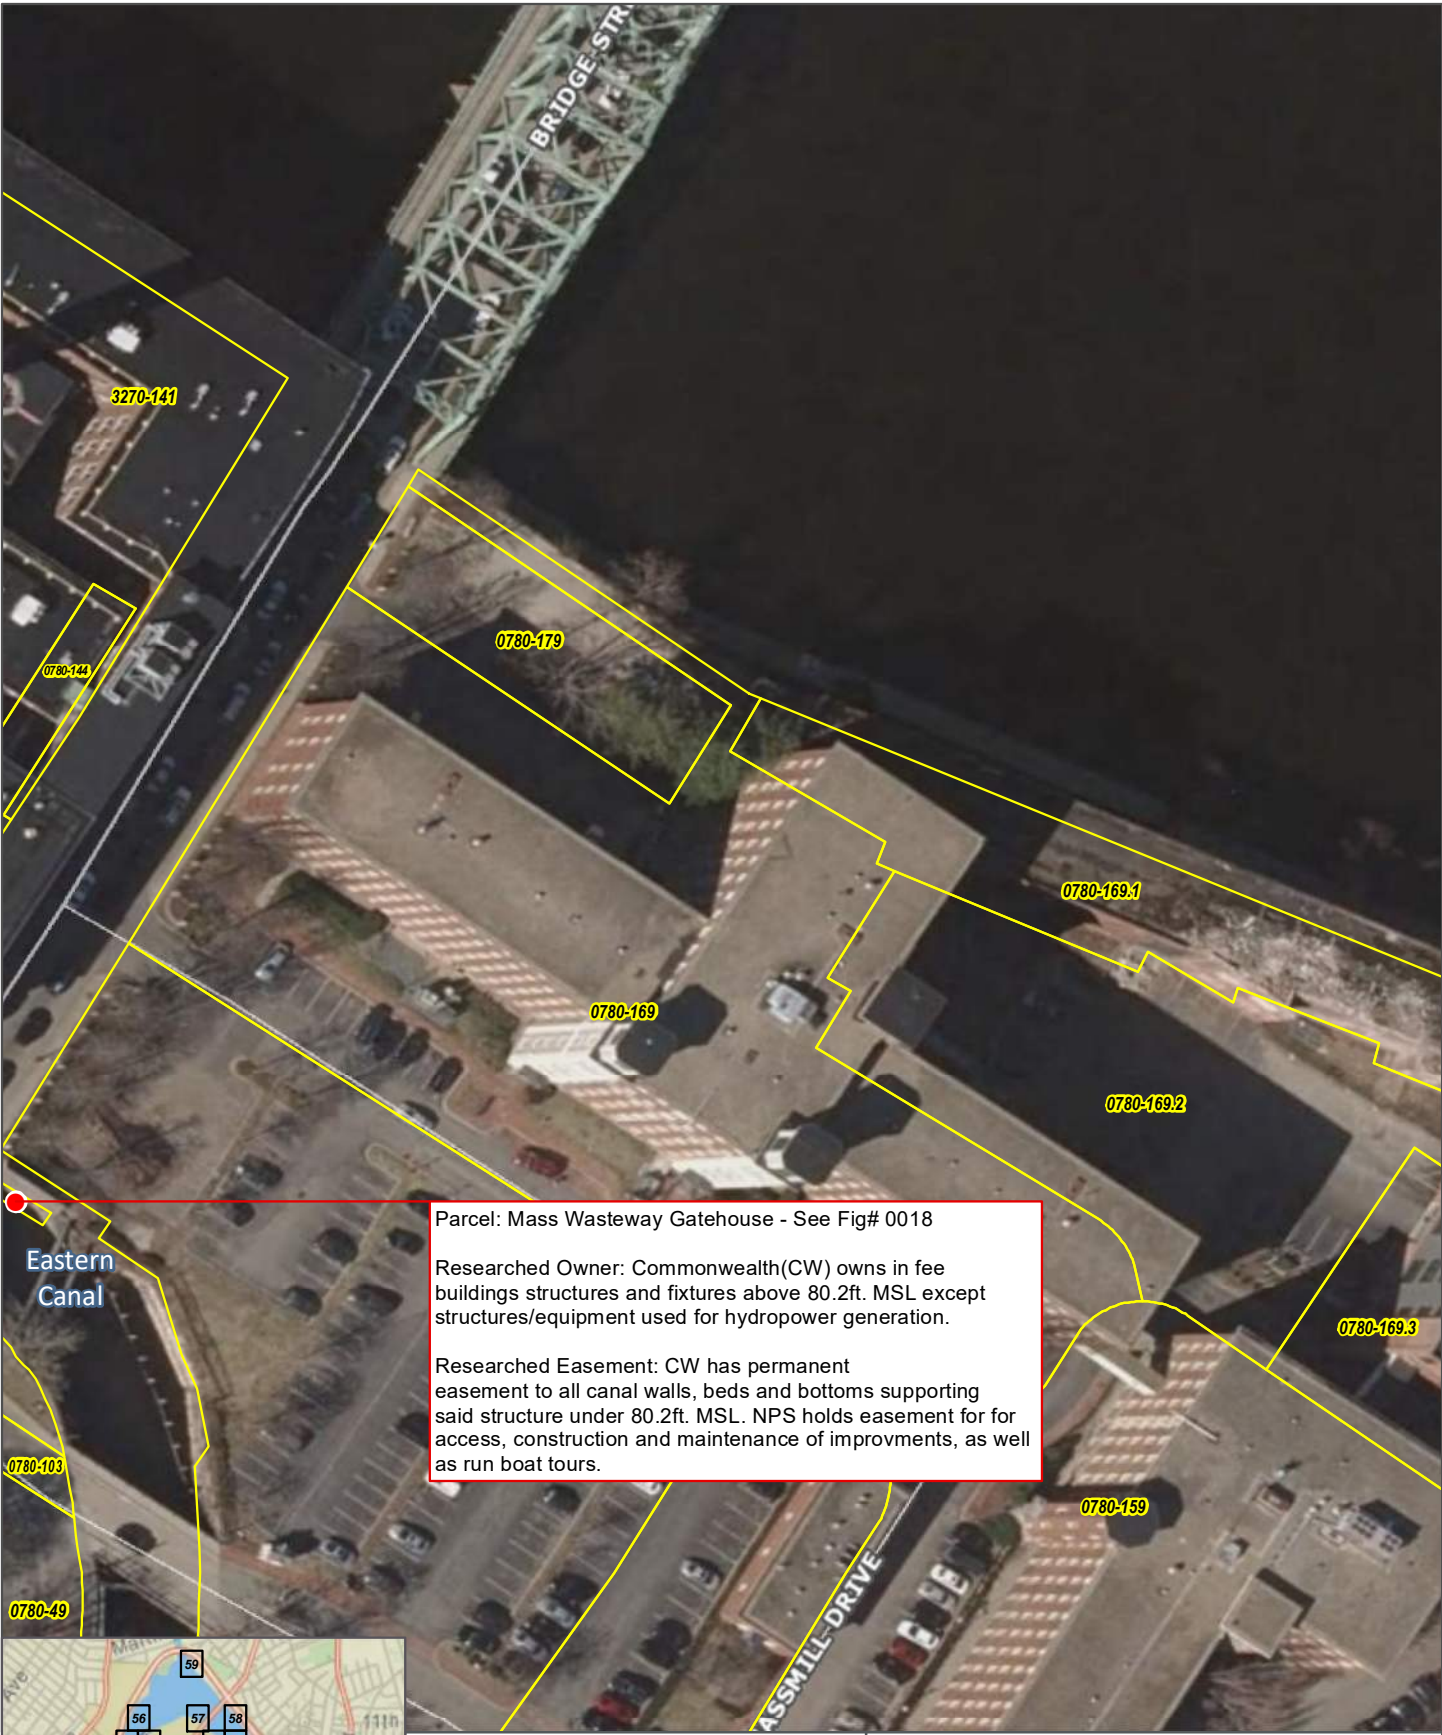 BRIDGE-STR
3270-141
0780-179
0780-144
0780-169.1
0780-169
0780-169.2
Parcel: Mass Wasteway Gatehouse - See Fig# 0018
Researched Owner: Commonwealth(CW) owns in fee
buildings structures and fixtures above 80.2ft. MSL except
structures/equipment used for hydropower generation.
Researched Easement: CW has permanent
easement to all canal walls, beds and bottoms supporting
said structure under 80.2ft. MSL. NPS holds easement for for
access, construction and maintenance of improvments, as well
as run boat tours.
Eastern
Canal
0780-169.3
0780-103
0780-159
0780-49
ASSMILL-DRIVE
59
Ave
56
57
58
11th